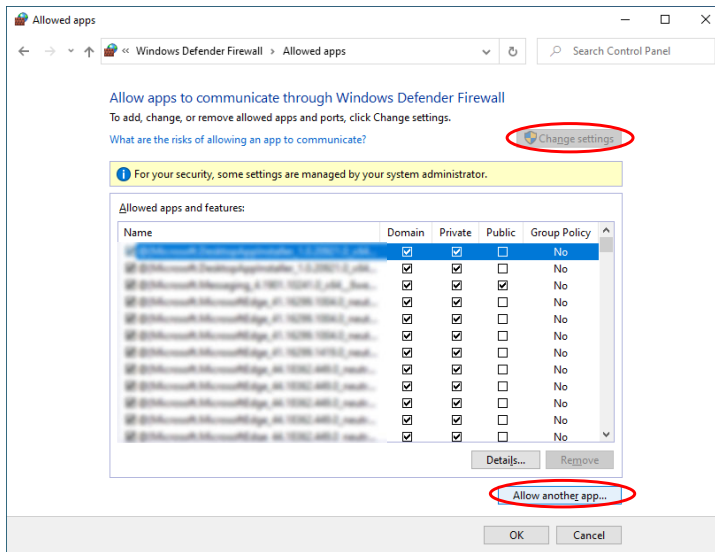 Allowed apps
« Windows Defender Firewall › Allowed apps
Search Control Panel
Allow apps to communicate through Windows Defender Firewall
To add, change, or remove allowed apps and ports, click Change settings.
What are the risks of allowing an app to communicate?
Change settings
For your security, some settings are managed by your system administrator.
Allowed apps and features:
Name Domain Private Public Group Policy
No
No
No
No
No
No
No
No
No
No
No
No
Details... Remove
Allow another app...
OK Cancel